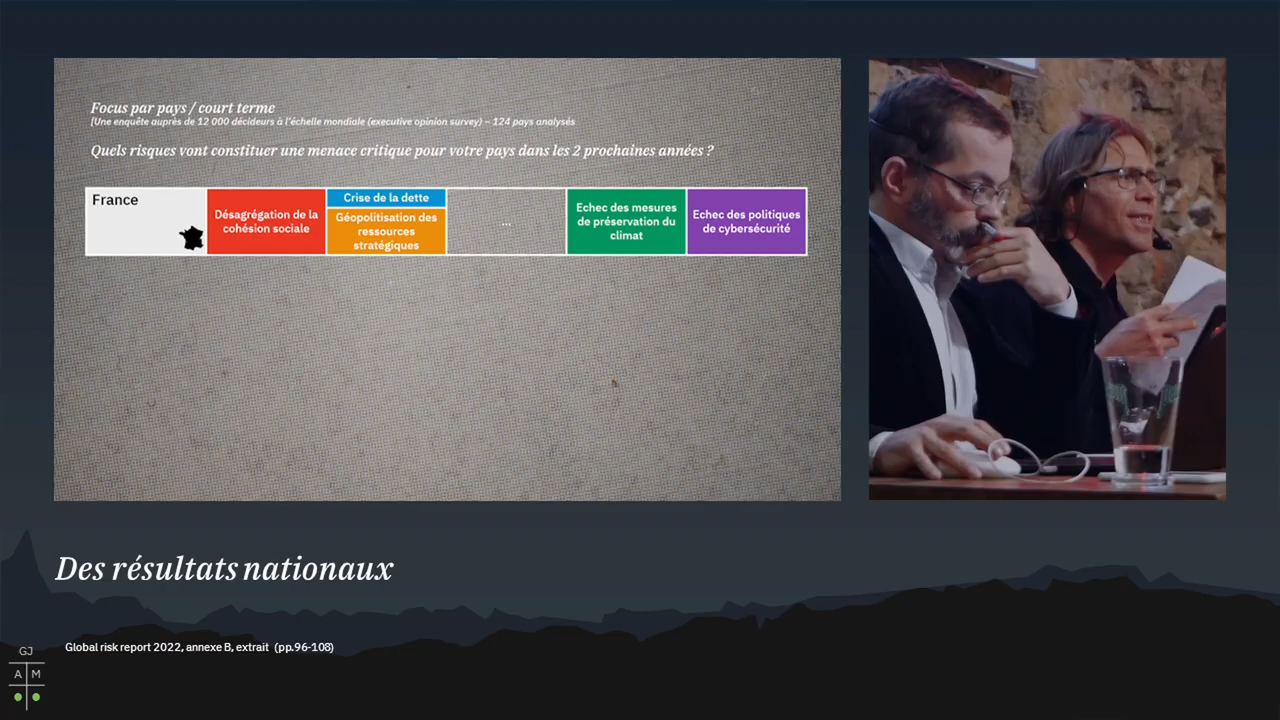 Focus par pays / court terme
[Une enquête auprès de 12 000 décideurs à l'échelle mondiale (executive opinion survey) – 124 pays analysés
Quels risques vont constituer une menace critique pour votre pays dans les 2 prochaines années ?
France
Désagrégation de la
cohésion sociale
Crise de la dette
Géopolitisation des
ressources
stratégiques
...
Echec des mesures
de préservation du
climat
Echec des politiques
de cybersécurité
Des résultats nationaux
Global risk report 2022, annexe B, extrait (pp.96-108)
GJ
A M